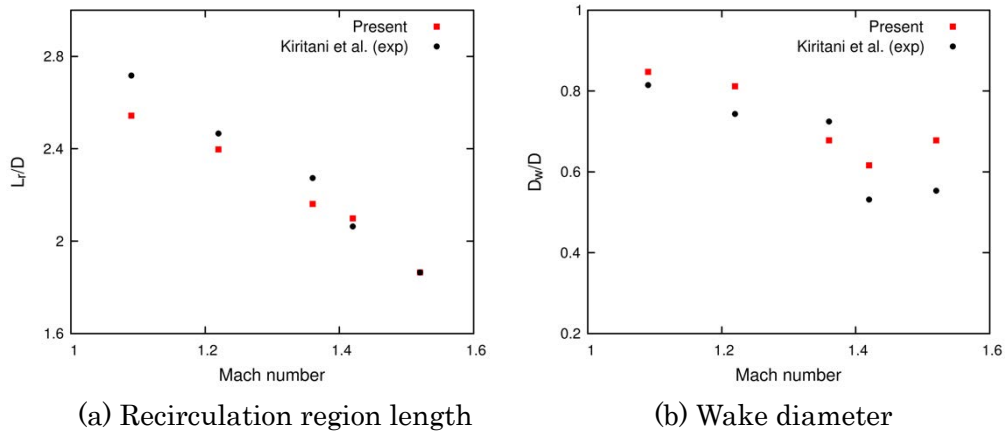 Present
Kiritani et al. (exp)
2.8
2.4
2
1.6
L_r/D
1
1.2
1.4
1.6
Mach number
(a) Recirculation region length
Present
Kiritani et al. (exp)
1
0.8
0.6
0.4
0.2
D_w/D
1
1.2
1.4
1.6
Mach number
(b) Wake diameter